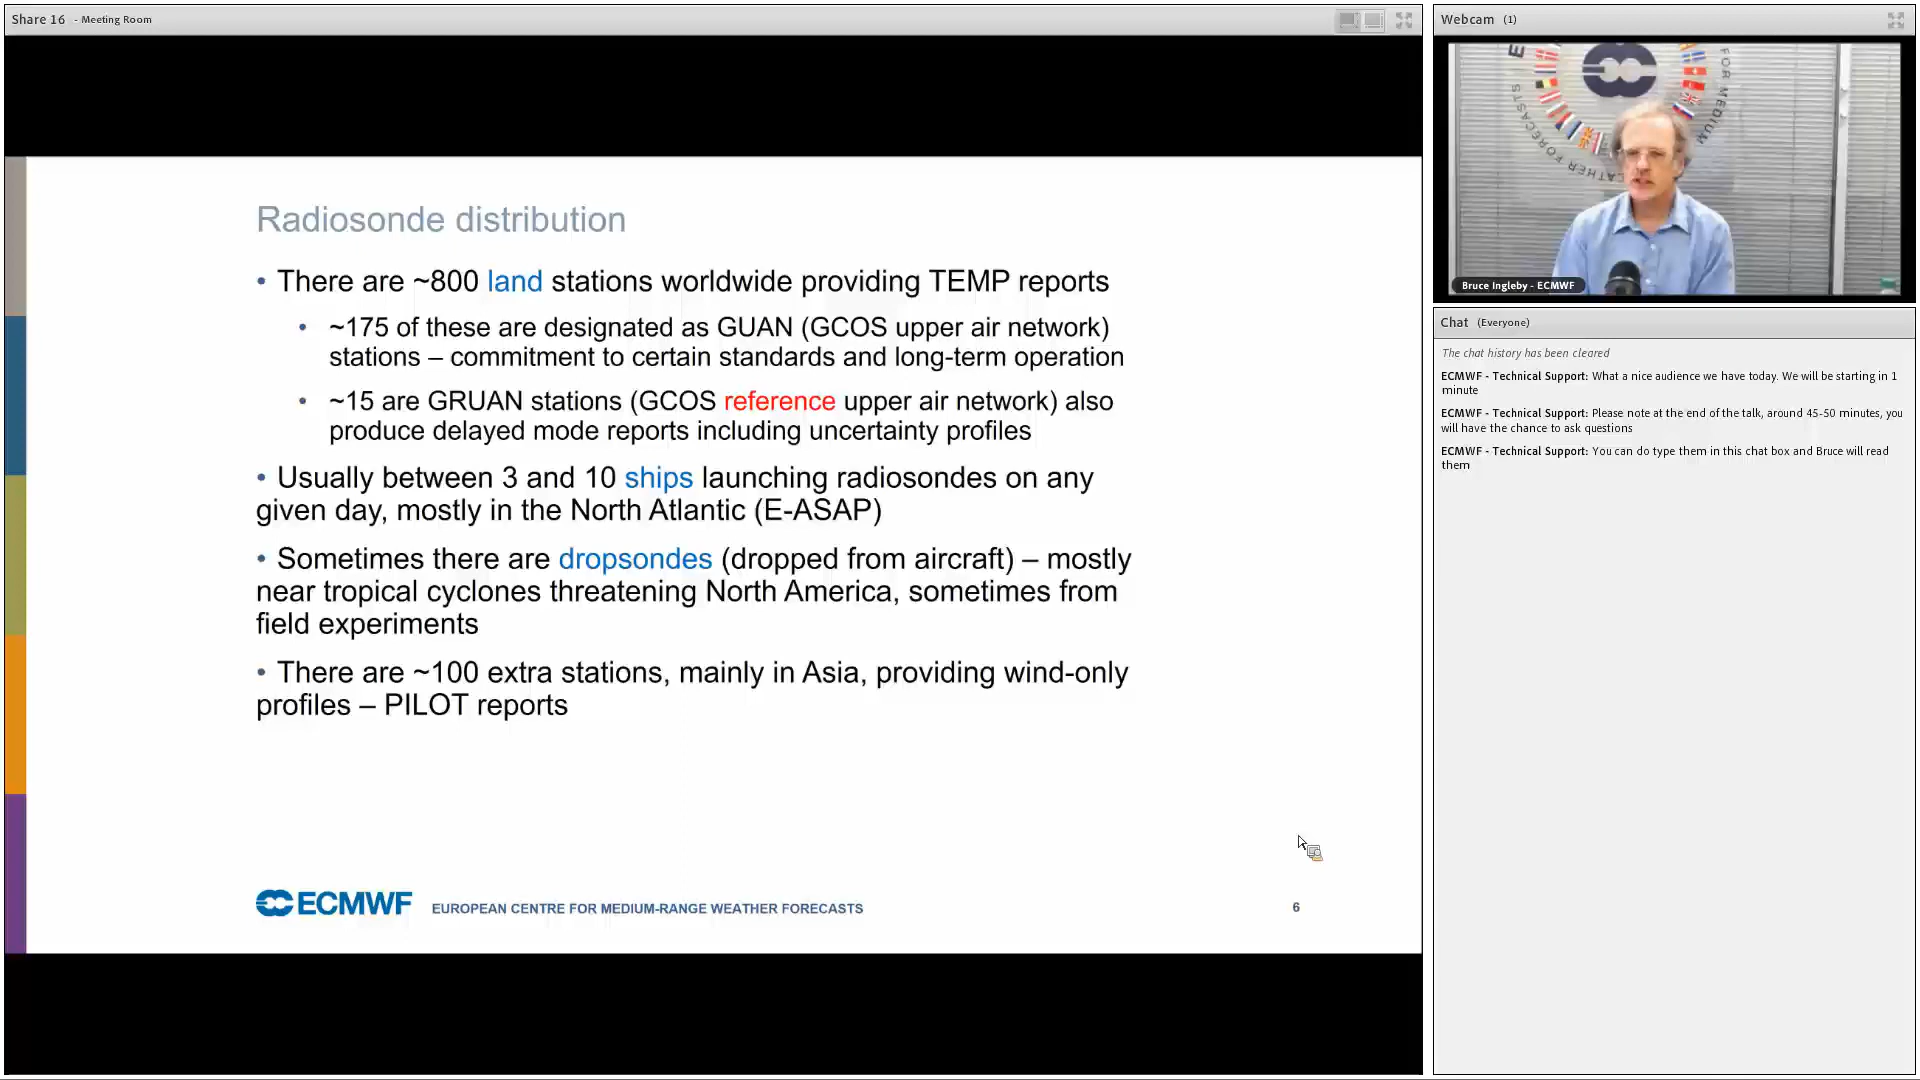 Share 16 - Meeting Room
Radiosonde distribution
• There are ~800 land stations worldwide providing TEMP reports
• ~175 of these are designated as GUAN (GCOS upper air network)
stations – commitment to certain standards and long-term operation
• ~15 are GRUAN stations (GCOS reference upper air network) also
produce delayed mode reports including uncertainty profiles
• Usually between 3 and 10 ships launching radiosondes on any
given day, mostly in the North Atlantic (E-ASAP)
• Sometimes there are dropsondes (dropped from aircraft) – mostly
near tropical cyclones threatening North America, sometimes from
field experiments
• There are ~100 extra stations, mainly in Asia, providing wind-only
profiles – PILOT reports
ECMWF EUROPEAN CENTRE FOR MEDIUM-RANGE WEATHER FORECASTS
6
Webcam (1)
FOR MEDIUM
WEATHER FORECASTS
Bruce Ingleby - ECMWF
Chat (Everyone)
The chat history has been cleared
ECMWF - Technical Support: What a nice audience we have today. We will be starting in 1
minute
ECMWF - Technical Support: Please note at the end of the talk, around 45-50 minutes, you
will have the chance to ask questions
ECMWF - Technical Support: You can do type them in this chat box and Bruce will read
them